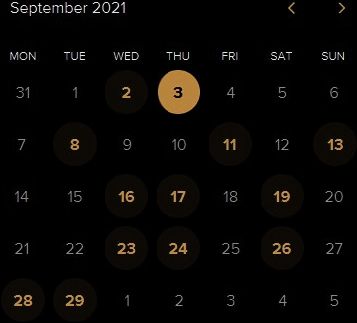 September 2021 < >
MON TUE WED THU FRI SAT SUN
31 1 2 3 4 5 6
7 8 9 10 11 12 13
14 15 16 17 18 19 20
21 22 23 24 25 26 27
28 29 1 2 3 4 5